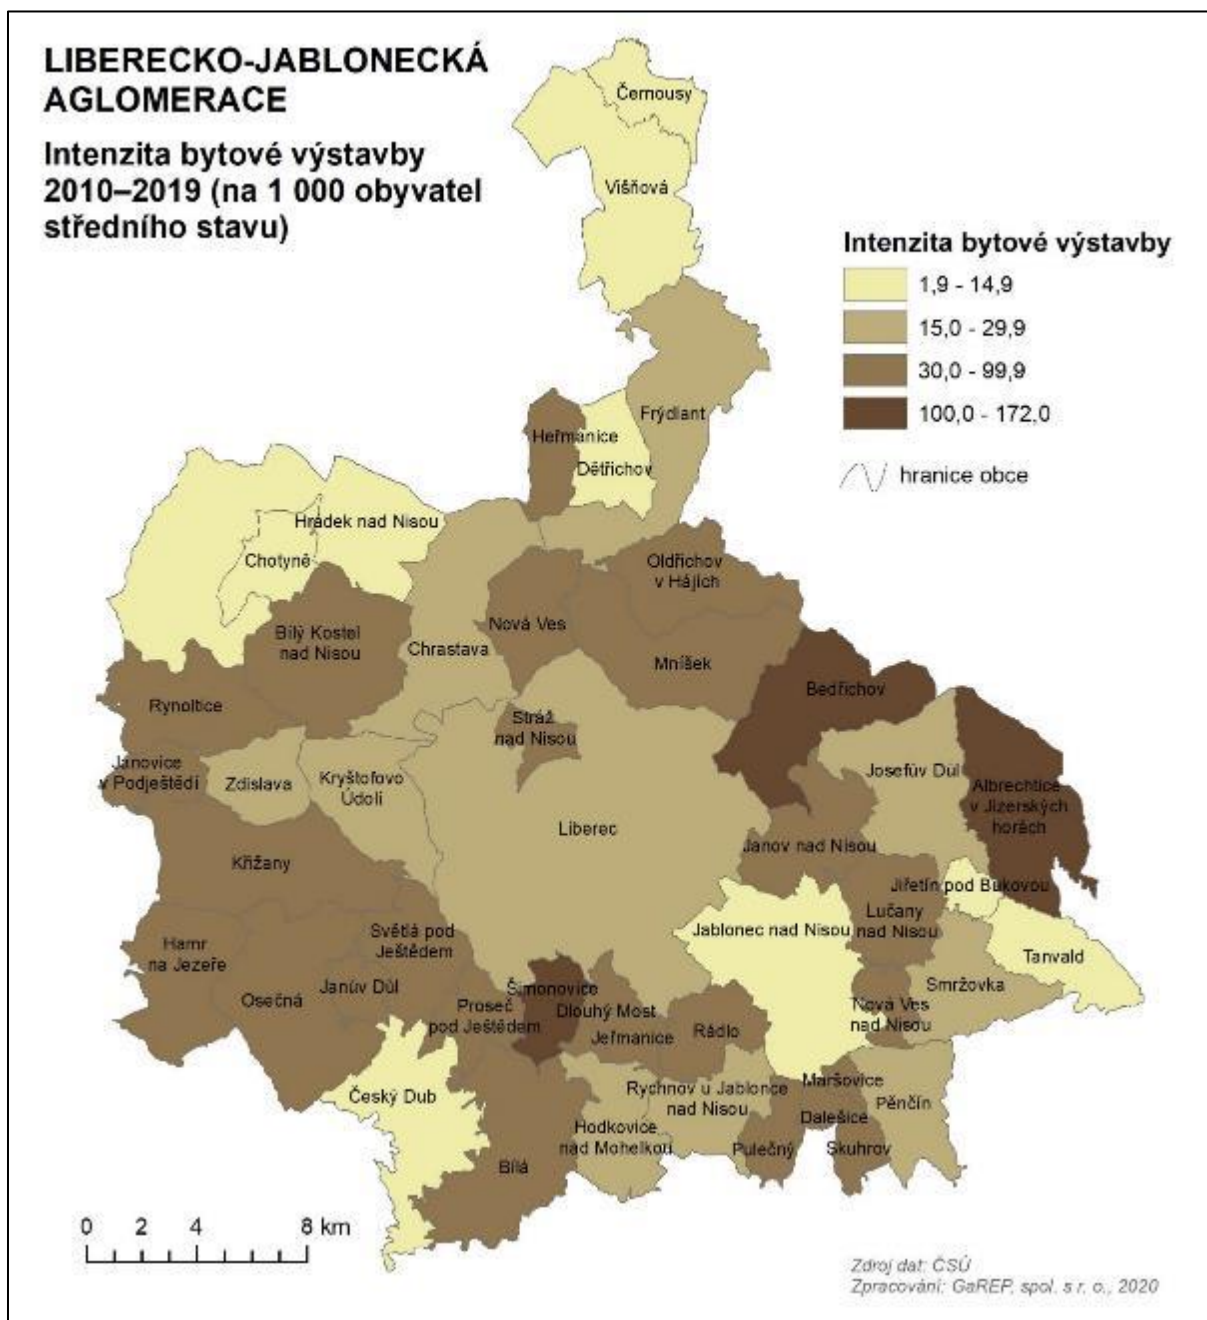 LIBERECKO-JABLONECKÁ
AGLOMERACE
Intenzita bytové výstavby
2010–2019 (na 1 000 obyvatel
středního stavu)
Intenzita bytové výstavby
1,9 - 14,9
15,0 - 29,9
30,0 - 99,9
100,0 - 172,0
hranice obce
Černousy
Višňová
Frýdlant
Heřmanice
Dětřichov
Hrádek nad Nisou
Chotyně
Oldřichov
v Hájích
Bílý Kostel
nad Nisou
Nová Ves
Chrastava
Mníšek
Bedřichov
Rynoltice
Stráž
nad Nisou
Janovice
v Podještědí
Zdislava
Kryštofovo
Údolí
Josefův Důl
Albrechtice
v Jizerských
horách
Liberec
Janov nad Nisou
Křižany
Jiřetín pod Bukovou
Lučany
nad Nisou
Jablonec nad Nisou
Světlá pod
Ještědem
Hamr
na Jezeře
Tanvald
Smržovka
Janův Důl
Osečná
Šimonovice
Proseč
pod Ještědem
Dlouhý Most
Jeřmanice
Rádlo
Nová Ves
nad Nisou
Maršovice
Rychnov u Jablonce
nad Nisou
Pěnčín
Český Dub
Dalešice
Hodkovice
nad Mohelkou
Pulečný
Skuhrov
Bílá
0 2 4 8 km
Zdroj dat: ČSÚ
Zpracování: GaREP, spol. s r. o., 2020